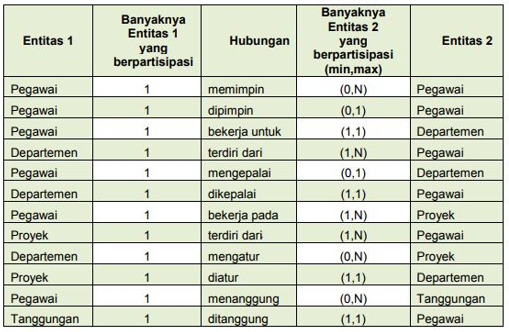 Entitas 1 | Banyaknya Entitas 1 yang berpartisipasi | Hubungan | Banyaknya Entitas 2 yang berpartisipasi (min,max) | Entitas 2
Pegawai | 1 | memimpin | (0,N) | Pegawai
Pegawai | 1 | dipimpin | (0,1) | Pegawai
Pegawai | 1 | bekerja untuk | (1,1) | Departemen
Departemen | 1 | terdiri dari | (1,N) | Pegawai
Pegawai | 1 | mengepalai | (0,1) | Departemen
Departemen | 1 | dikepalai | (1,1) | Pegawai
Pegawai | 1 | bekerja pada | (1,N) | Proyek
Proyek | 1 | terdiri dari | (1,N) | Pegawai
Departemen | 1 | mengatur | (0,N) | Proyek
Proyek | 1 | diatur | (1,1) | Departemen
Pegawai | 1 | menanggung | (0,N) | Tanggungan
Tanggungan | 1 | ditanggung | (1,1) | Pegawai